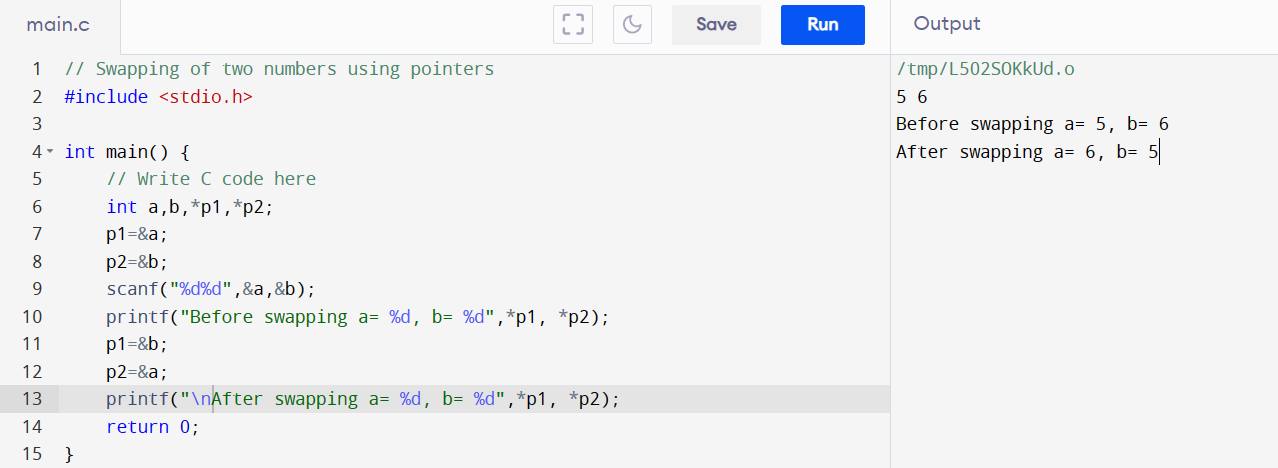 main.c Save Run Output
1 // Swapping of two numbers using pointers
2 #include <stdio.h>
3
4 int main() {
5     // Write C code here
6     int a,b,*p1,*p2;
7     p1=&a;
8     p2=&b;
9     scanf("%d%d",&a,&b);
10     printf("Before swapping a= %d, b= %d",*p1, *p2);
11     p1=&b;
12     p2=&a;
13     printf("\nAfter swapping a= %d, b= %d",*p1, *p2);
14     return 0;
15 }
/tmp/L5O2SOKkUd.o
5 6
Before swapping a= 5, b= 6
After swapping a= 6, b= 5